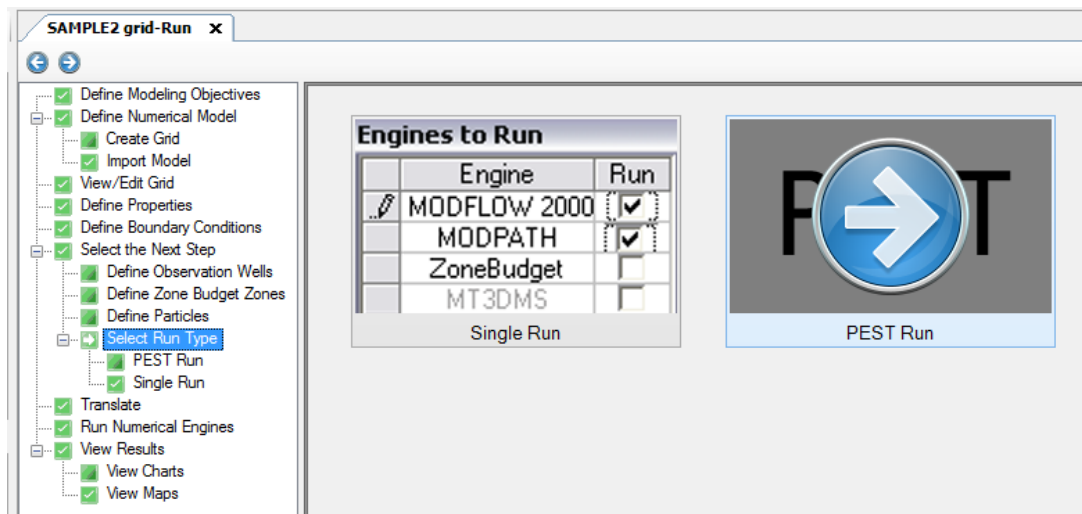 SAMPLE2 grid-Run X
Define Modeling Objectives
Define Numerical Model
Create Grid
Import Model
View/Edit Grid
Define Properties
Define Boundary Conditions
Select the Next Step
Define Observation Wells
Define Zone Budget Zones
Define Particles
Select Run Type
PEST Run
Single Run
Translate
Run Numerical Engines
View Results
View Charts
View Maps
Engines to Run
Engine Run
MODFLOW 2000
MODPATH
ZoneBudget
MT3DMS
Single Run
PEST Run